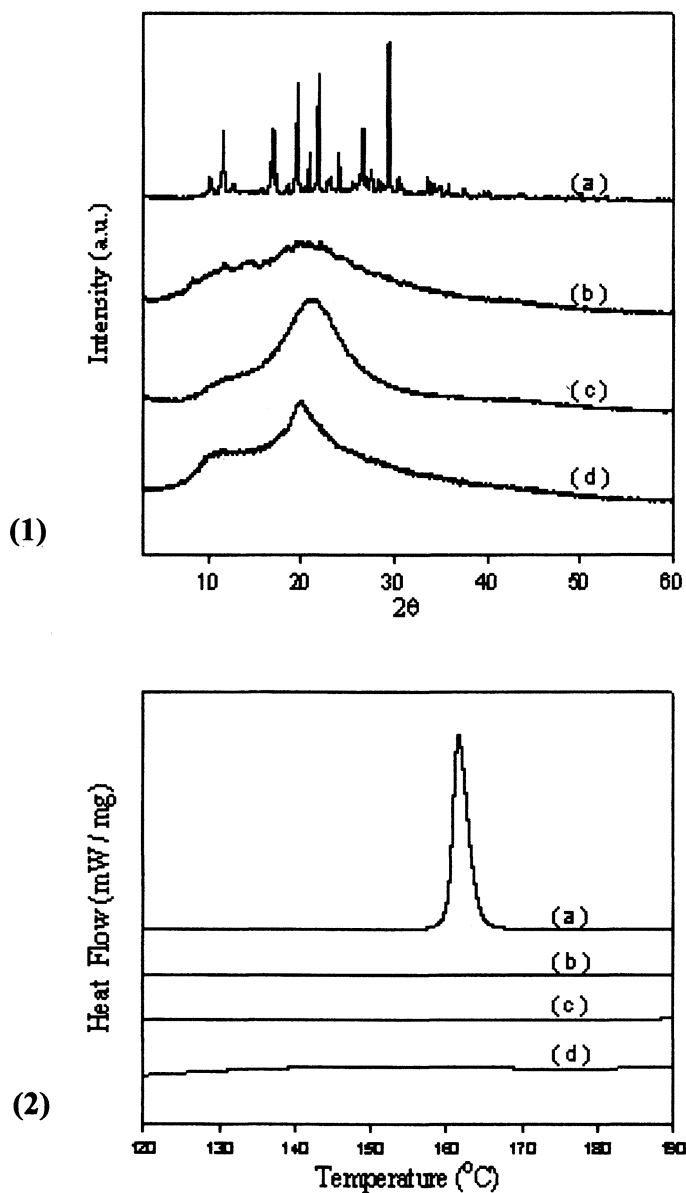 Intensity (a.u.)
(a)
(b)
(c)
(d)
(1)
10 20 30 40 50 60
2θ
Heat Flow (mW / mg)
(a)
(b)
(c)
(d)
(2)
120 130 140 150 160 170 180 190
Temperature (°C)